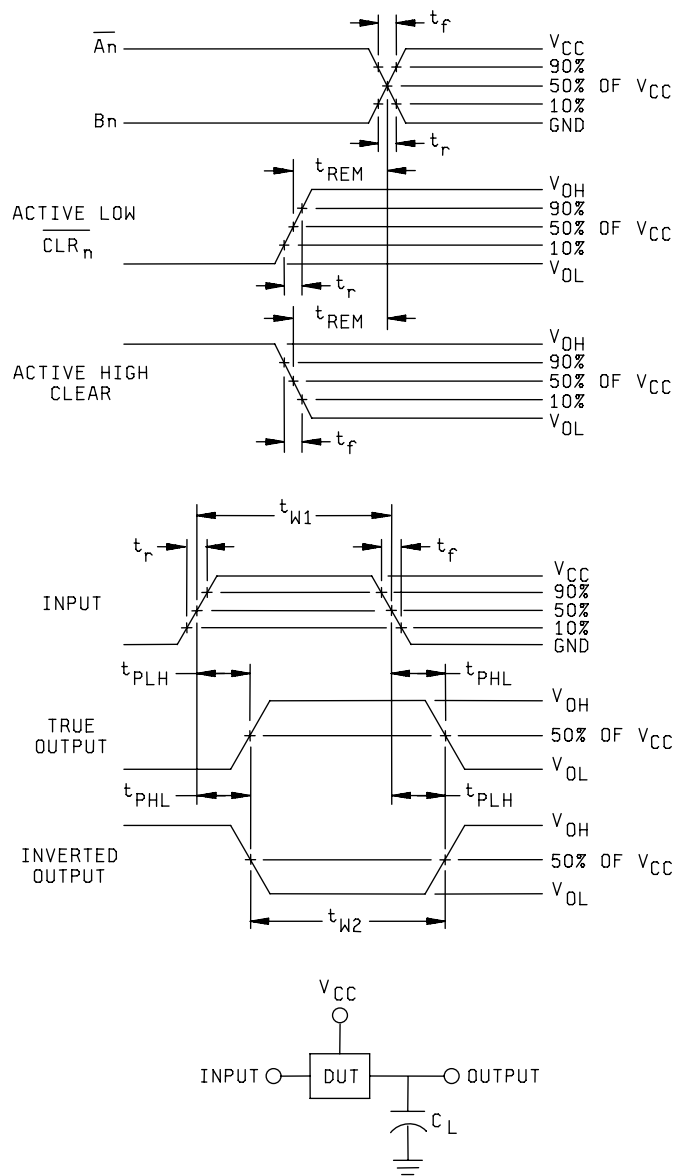 t_f
A̅n̅ V_CC
90%
50% OF V_CC
10%
Bn GND
t_r
t_REM
V_OH
ACTIVE LOW 90%
C̅L̅R̅_n̅ 50% OF V_CC
10%
V_OL
t_r
t_REM
V_OH
90%
ACTIVE HIGH 50% OF V_CC
CLEAR 10%
V_OL
t_f
t_W1
t_r t_f
V_CC
90%
INPUT 50%
10%
GND
t_PLH t_PHL
V_OH
TRUE
OUTPUT 50% OF V_CC
V_OL
t_PHL t_PLH
V_OH
INVERTED
OUTPUT 50% OF V_CC
V_OL
t_W2
V_CC
INPUT DUT OUTPUT
C_L